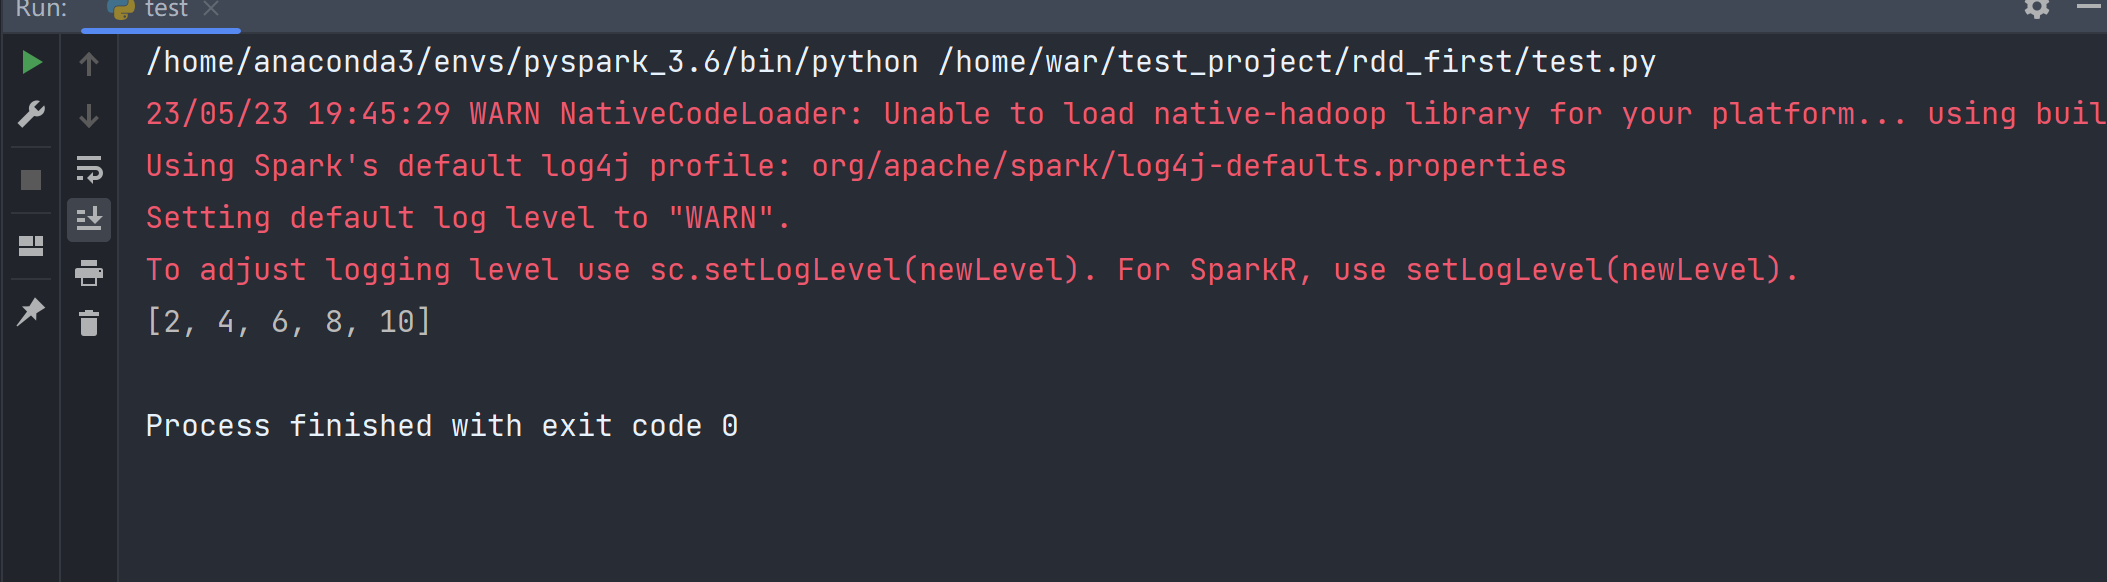 Run: test
/home/anaconda3/envs/pyspark_3.6/bin/python /home/war/test_project/rdd_first/test.py
23/05/23 19:45:29 WARN NativeCodeLoader: Unable to load native-hadoop library for your platform... using buil
Using Spark's default log4j profile: org/apache/spark/log4j-defaults.properties
Setting default log level to "WARN".
To adjust logging level use sc.setLogLevel(newLevel). For SparkR, use setLogLevel(newLevel).
[2, 4, 6, 8, 10]
Process finished with exit code 0